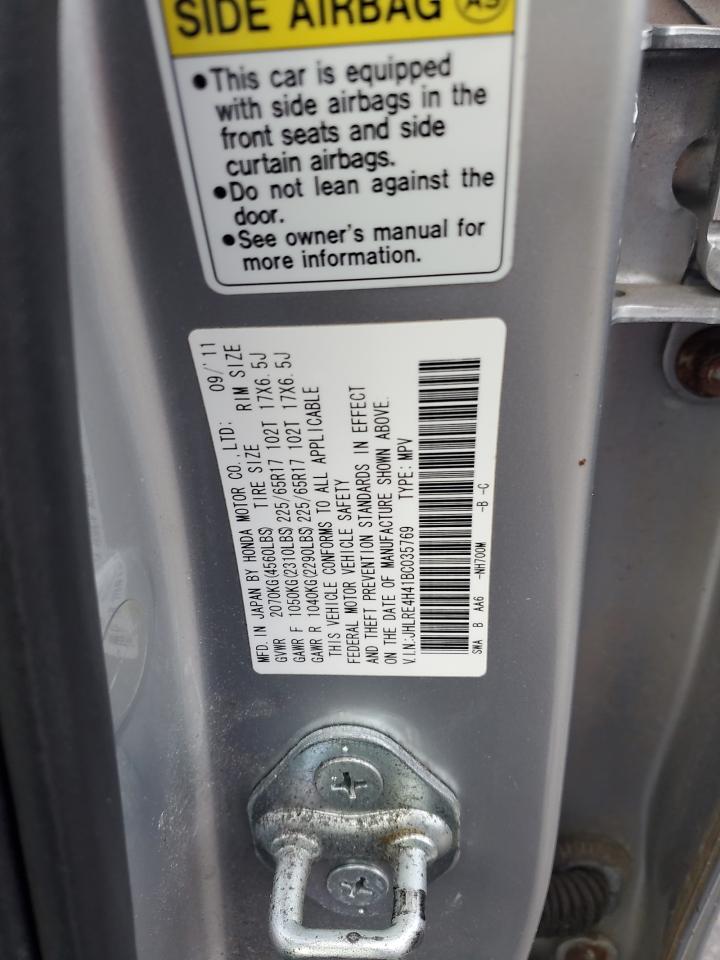 SIDE AIRBAG
•This car is equipped
with side airbags in the
front seats and side
curtain airbags.
•Do not lean against the
door.
•See owner's manual for
more information.
MFD. IN JAPAN BY HONDA MOTOR CO., LTD: 09/'11
GVWR 2070KG(4560LBS) TIRE SIZE RIM SIZE
GAWR F 1050KG(2310LBS) 225/65R17 102T 17X6.5J
GAWR R 1040KG(2290LBS) 225/65R17 102T 17X6.5J
THIS VEHICLE CONFORMS TO ALL APPLICABLE
FEDERAL MOTOR VEHICLE SAFETY
AND THEFT PREVENTION STANDARDS IN EFFECT
ON THE DATE OF MANUFACTURE SHOWN ABOVE.
V.I.N.:JHLRE4H41BC035769 TYPE: MPV
SWA B AA6 -NH700M -B -C